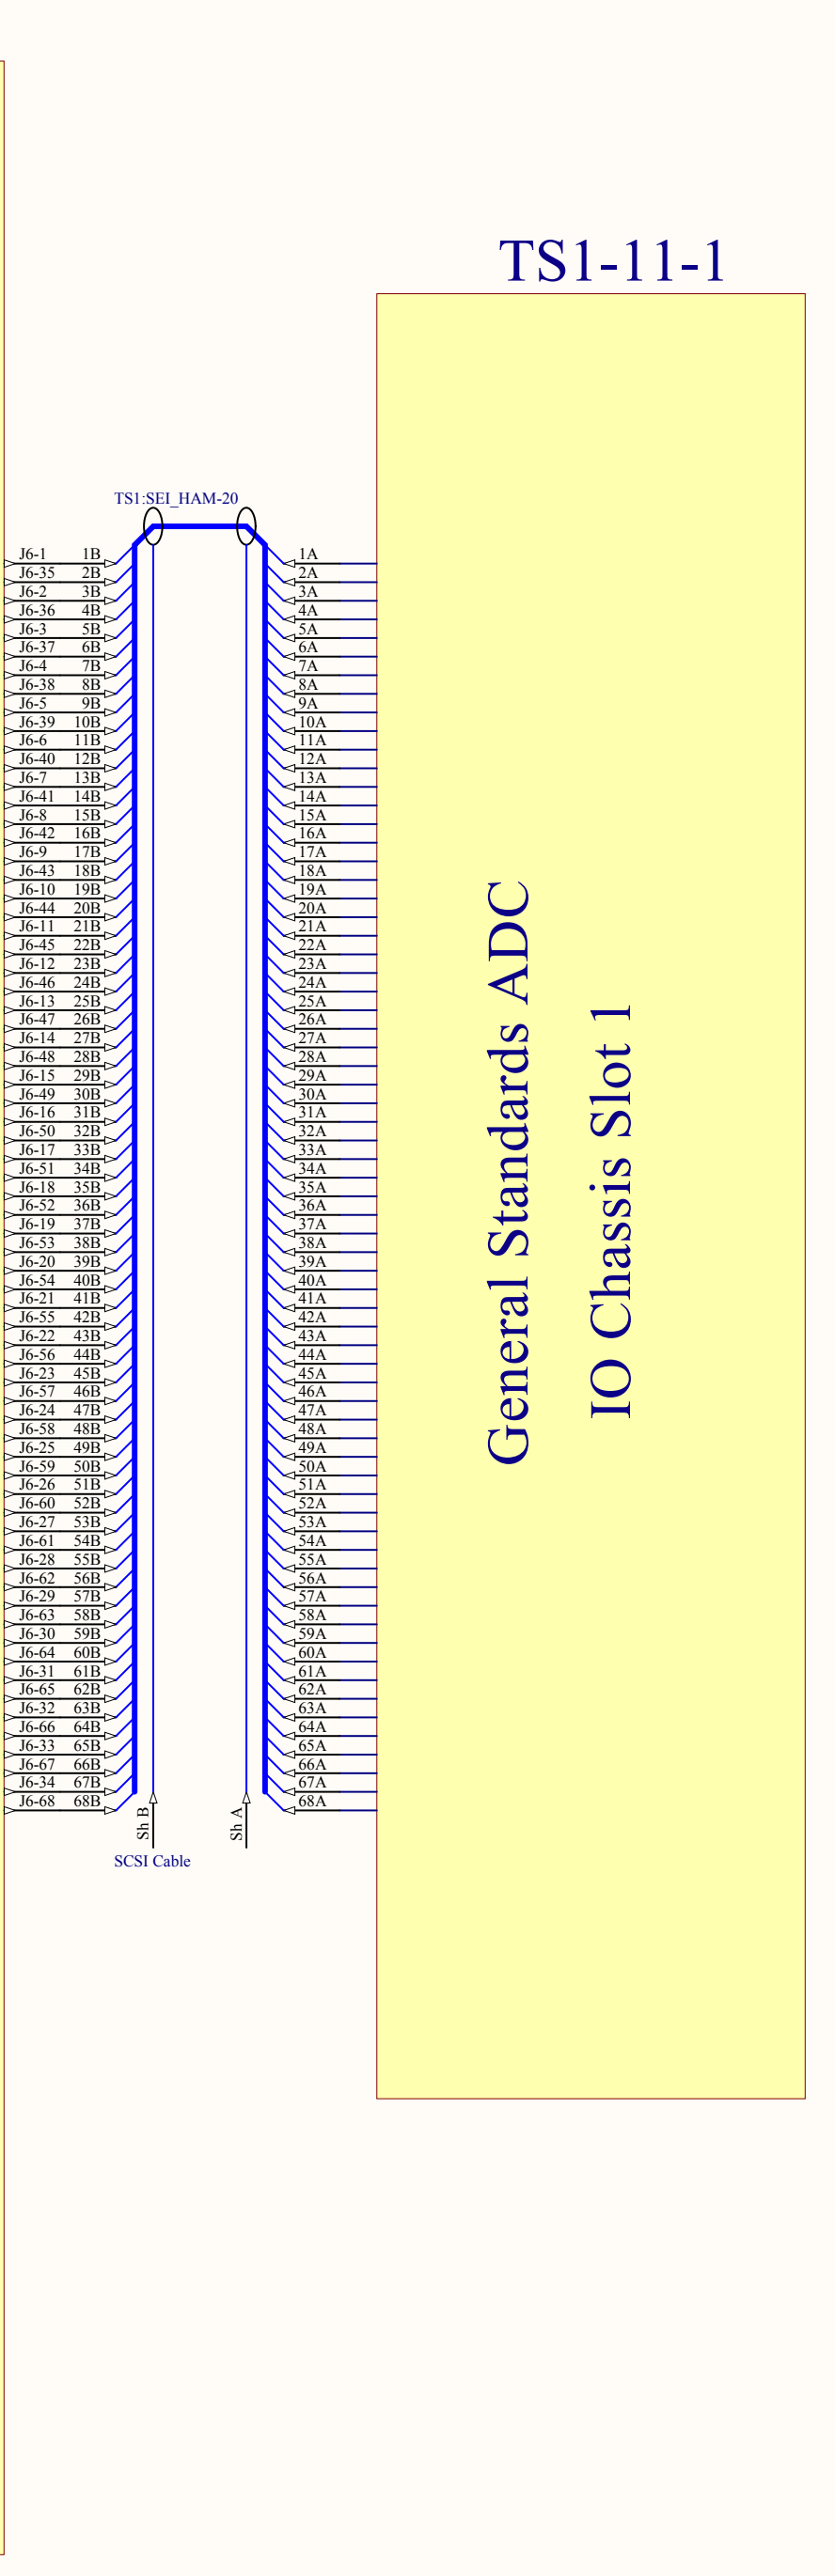 TS1-11-1
TS1:SEI_HAM-20
J6-1 1B 1A
J6-35 2B 2A
J6-2 3B 3A
J6-36 4B 4A
J6-3 5B 5A
J6-37 6B 6A
J6-4 7B 7A
J6-38 8B 8A
J6-5 9B 9A
J6-39 10B 10A
J6-6 11B 11A
J6-40 12B 12A
J6-7 13B 13A
J6-41 14B 14A
J6-8 15B 15A
J6-42 16B 16A
J6-9 17B 17A
J6-43 18B 18A
J6-10 19B 19A
J6-44 20B 20A
J6-11 21B 21A
J6-45 22B 22A
J6-12 23B 23A
J6-46 24B 24A
J6-13 25B 25A
J6-47 26B 26A
J6-14 27B 27A
J6-48 28B 28A
J6-15 29B 29A
J6-49 30B 30A
J6-16 31B 31A
J6-50 32B 32A
J6-17 33B 33A
J6-51 34B 34A
J6-18 35B 35A
J6-52 36B 36A
J6-19 37B 37A
J6-53 38B 38A
J6-20 39B 39A
J6-54 40B 40A
J6-21 41B 41A
J6-55 42B 42A
J6-22 43B 43A
J6-56 44B 44A
J6-23 45B 45A
J6-57 46B 46A
J6-24 47B 47A
J6-58 48B 48A
J6-25 49B 49A
J6-59 50B 50A
J6-26 51B 51A
J6-60 52B 52A
J6-27 53B 53A
J6-61 54B 54A
J6-28 55B 55A
J6-62 56B 56A
J6-29 57B 57A
J6-63 58B 58A
J6-30 59B 59A
J6-64 60B 60A
J6-31 61B 61A
J6-65 62B 62A
J6-32 63B 63A
J6-66 64B 64A
J6-33 65B 65A
J6-67 66B 66A
J6-34 67B 67A
J6-68 68B 68A
Sh B
Sh A
SCSI Cable
General Standards ADC
IO Chassis Slot 1